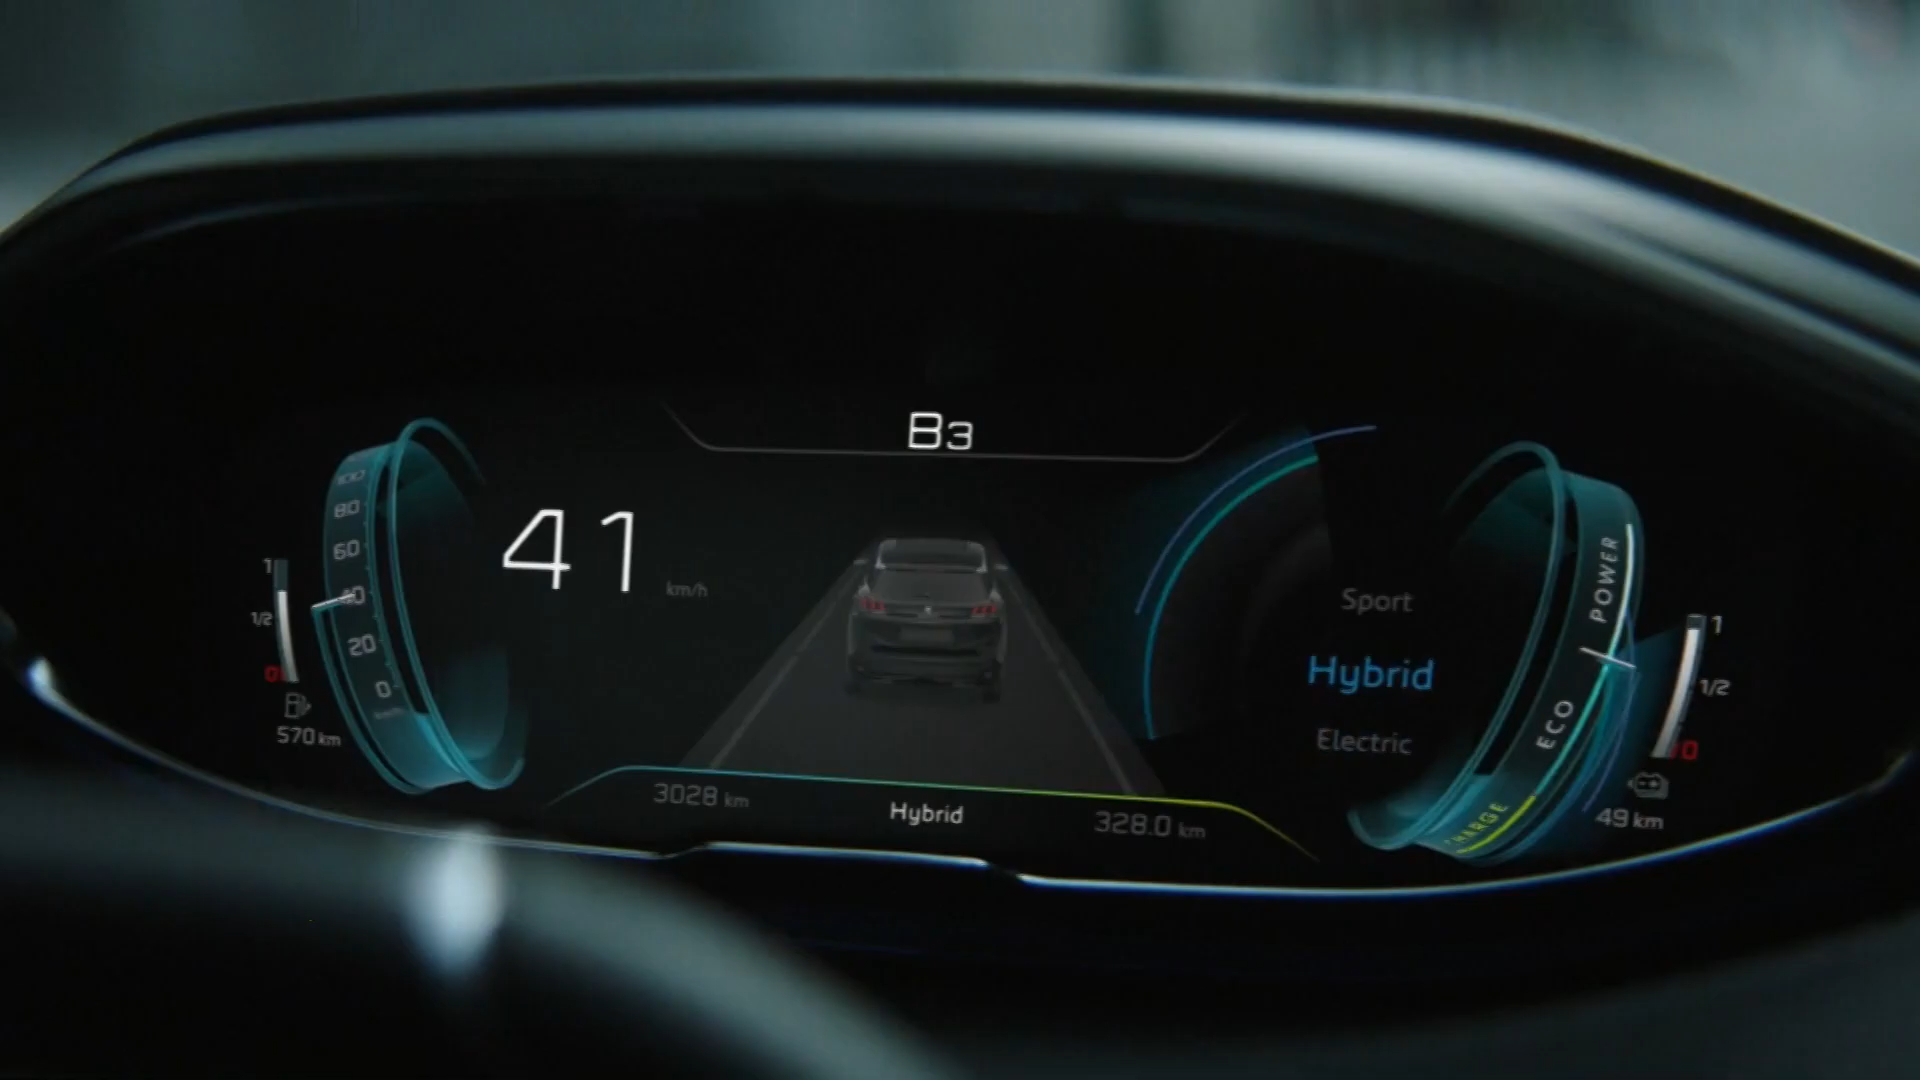 B3
41 km/h
100
80
60
40
20
0
km/h
1
1/2
0
570 km
Sport
Hybrid
Electric
POWER
ECO
CHARGE
1
1/2
0
49 km
3028 km
Hybrid
328.0 km